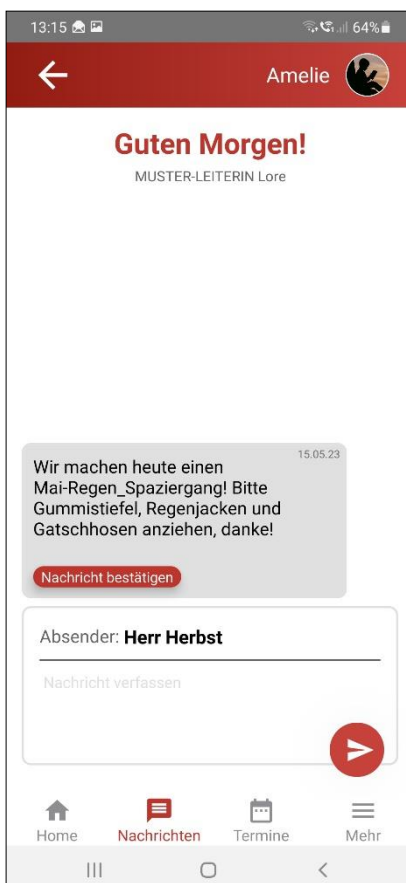 13:15 64%
Amelie
Guten Morgen!
MUSTER-LEITERIN Lore
15.05.23
Wir machen heute einen
Mai-Regen_Spaziergang! Bitte
Gummistiefel, Regenjacken und
Gatschhosen anziehen, danke!
Nachricht bestätigen
Absender: Herr Herbst
Nachricht verfassen
Home Nachrichten Termine Mehr